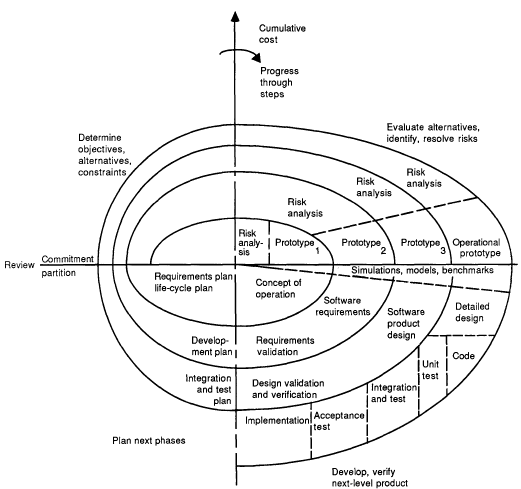 Cumulative
cost
Progress
through
steps
Determine
objectives,
alternatives,
constraints
Evaluate alternatives,
identify, resolve risks
Risk
analysis
Risk
analysis
Risk
analysis
Risk
analy-
sis
Prototype
1
Prototype
2
Prototype
3
Operational
prototype
Review
Commitment
partition
Simulations, models, benchmarks
Requirements plan
life-cycle plan
Concept of
operation
Software
requirements
Software
product
design
Detailed
design
Develop-
ment plan
Requirements
validation
Integration
and test
plan
Design validation
and verification
Implementation
Acceptance
test
Integration
and test
Unit
test
Code
Plan next phases
Develop, verify
next-level product